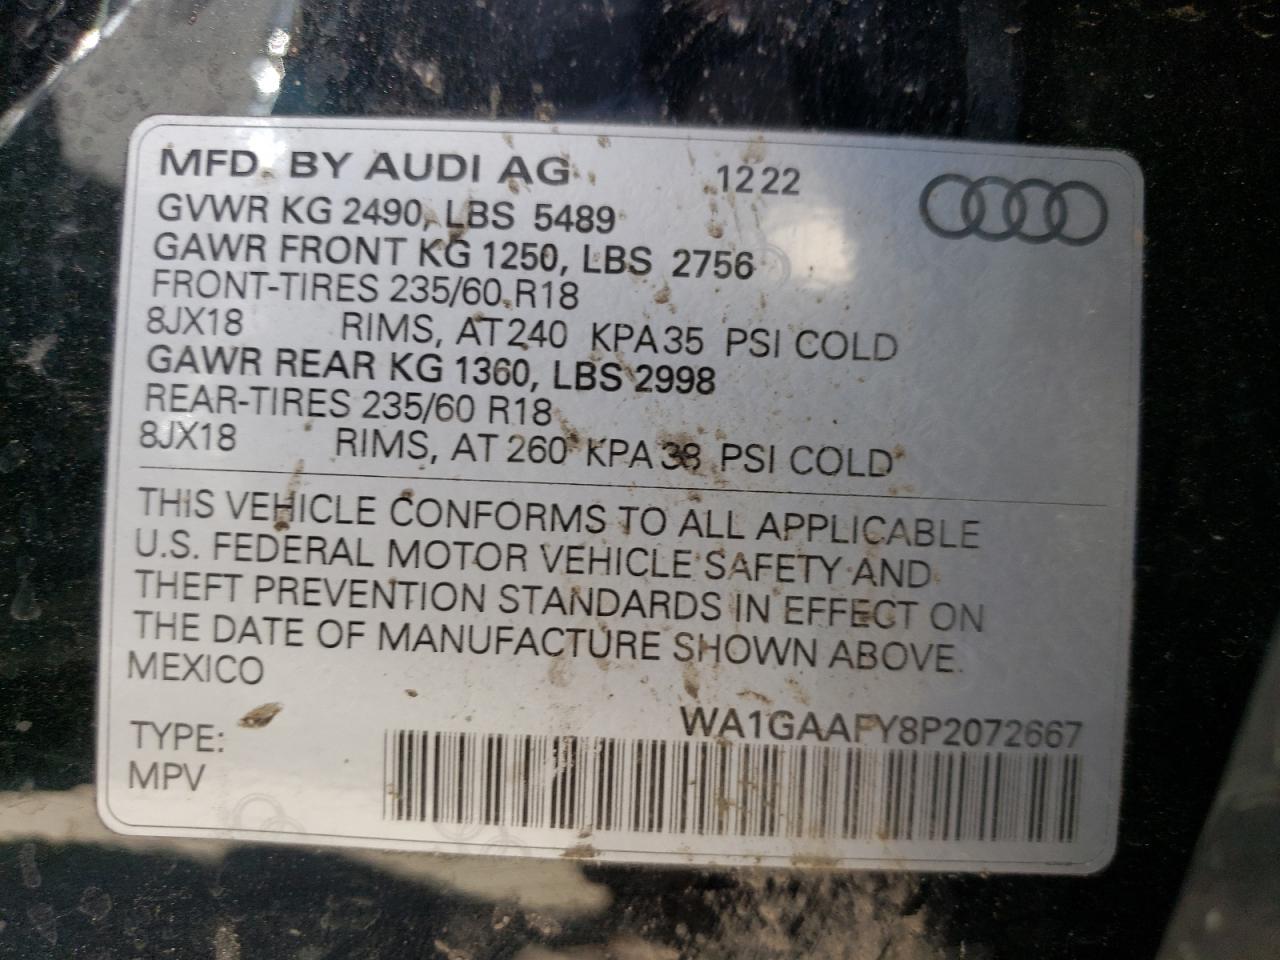 MFD. BY AUDI AG 1222
GVWR KG 2490, LBS 5489
GAWR FRONT KG 1250, LBS 2756
FRONT-TIRES 235/60 R18
8JX18 RIMS, AT 240 KPA 35 PSI COLD
GAWR REAR KG 1360, LBS 2998
REAR-TIRES 235/60 R18
8JX18 RIMS, AT 260 KPA 38 PSI COLD
THIS VEHICLE CONFORMS TO ALL APPLICABLE
U.S. FEDERAL MOTOR VEHICLE SAFETY AND
THEFT PREVENTION STANDARDS IN EFFECT ON
THE DATE OF MANUFACTURE SHOWN ABOVE.
MEXICO
WA1GAAFY8P2072667
TYPE:
MPV